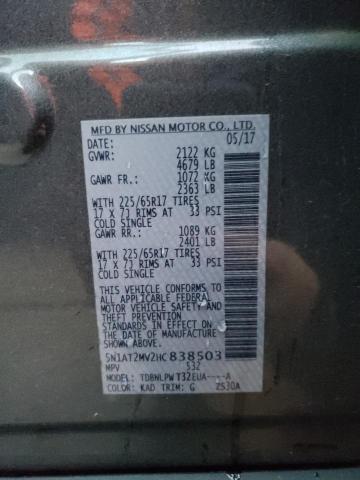 MFD BY NISSAN MOTOR CO., LTD.
DATE: 05/17
GVWR: 2122 KG
4679 LB
GAWR FR.: 1072 KG
2363 LB
WITH 225/65R17 TIRES
17 X 7J RIMS AT 33 PSI
COLD SINGLE
GAWR RR.: 1089 KG
2401 LB
WITH 225/65R17 TIRES
17 X 7J RIMS AT 33 PSI
COLD SINGLE
THIS VEHICLE CONFORMS TO
ALL APPLICABLE FEDERAL
MOTOR VEHICLE SAFETY
AND THEFT PREVENTION
STANDARDS IN EFFECT ON
THE DATE OF MANUFACTURE
SHOWN ABOVE.
5N1AT2MV2HC838503
MPV 532
MODEL: TDBNLPW T32EUA----A
COLOR: KAD TRIM: G ZS30A